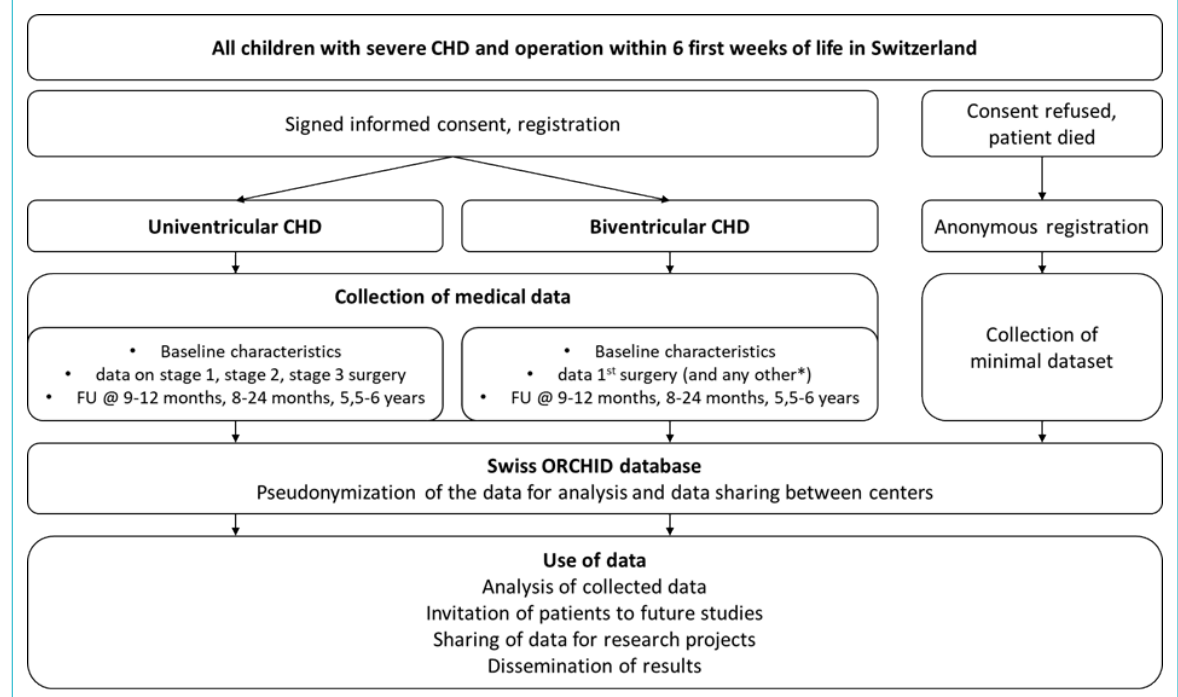 All children with severe CHD and operation within 6 first weeks of life in Switzerland
Signed informed consent, registration
Consent refused,
patient died
Univentricular CHD
Biventricular CHD
Anonymous registration
Collection of medical data
• Baseline characteristics
• data on stage 1, stage 2, stage 3 surgery
• FU @ 9-12 months, 8-24 months, 5,5-6 years
• Baseline characteristics
• data 1st surgery (and any other*)
• FU @ 9-12 months, 8-24 months, 5,5-6 years
Collection of
minimal dataset
Swiss ORCHID database
Pseudonymization of the data for analysis and data sharing between centers
Use of data
Analysis of collected data
Invitation of patients to future studies
Sharing of data for research projects
Dissemination of results